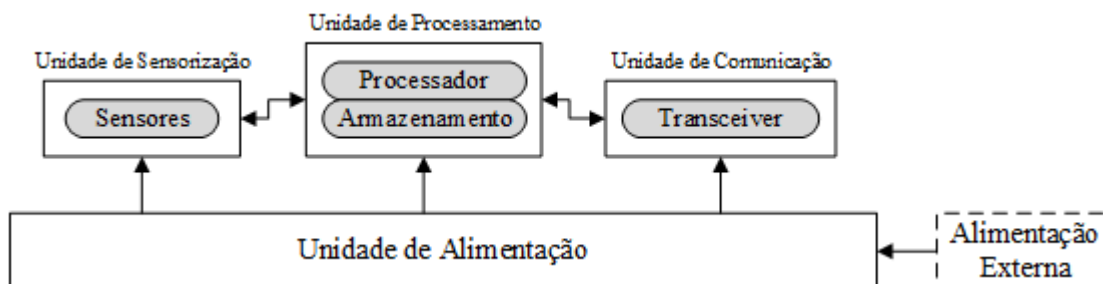 Unidade de Processamento
Unidade de Sensorização
Unidade de Comunicação
Processador
Sensores
Armazenamento
Transceiver
Unidade de Alimentação
Alimentação
Externa